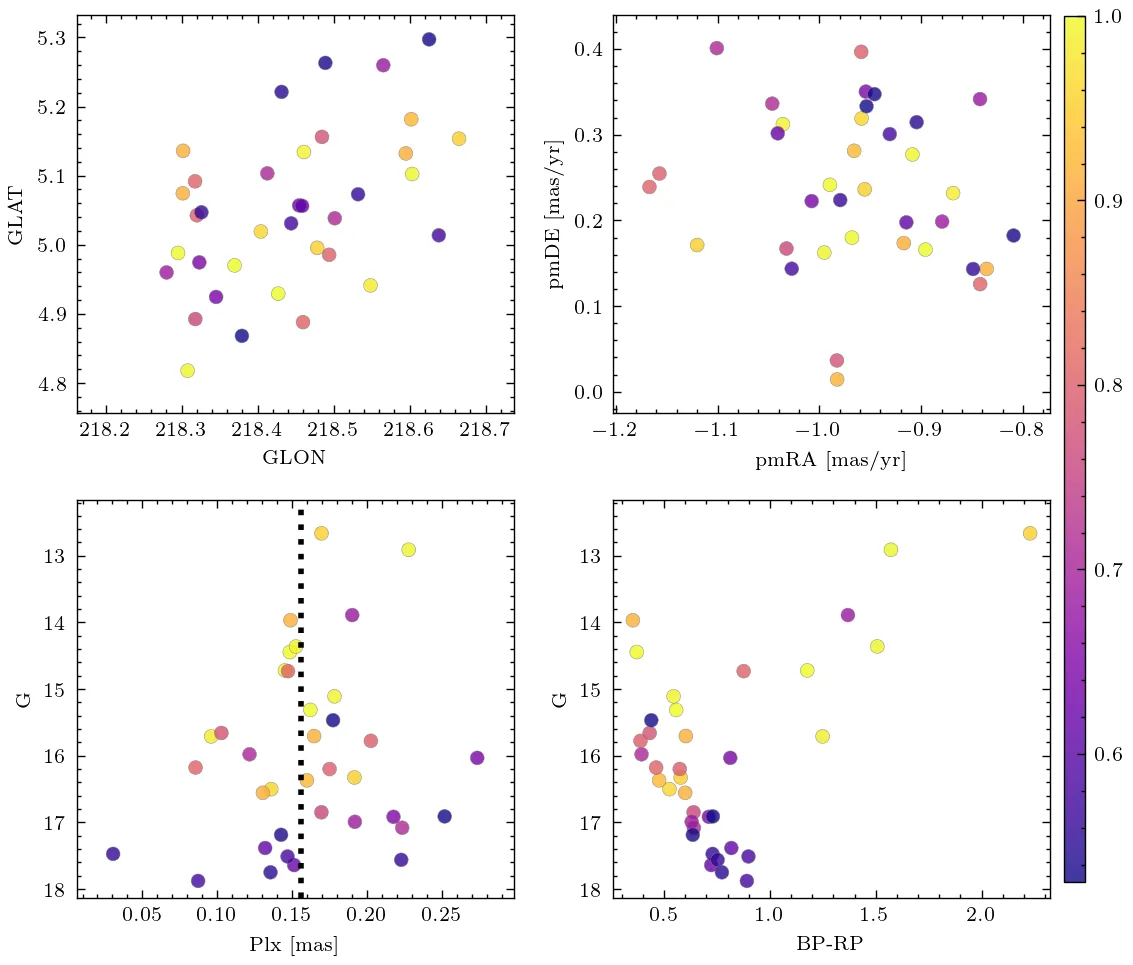 5.3
5.2
5.1
5.0
4.9
4.8
GLAT
218.2 218.3 218.4 218.5 218.6 218.7
GLON
0.4
0.3
0.2
0.1
0.0
pmDE [mas/yr]
−1.2 −1.1 −1.0 −0.9 −0.8
pmRA [mas/yr]
1.0
0.9
0.8
0.7
0.6
13
14
15
16
17
18
G
0.05 0.10 0.15 0.20 0.25
Plx [mas]
13
14
15
16
17
18
G
0.5 1.0 1.5 2.0
BP-RP